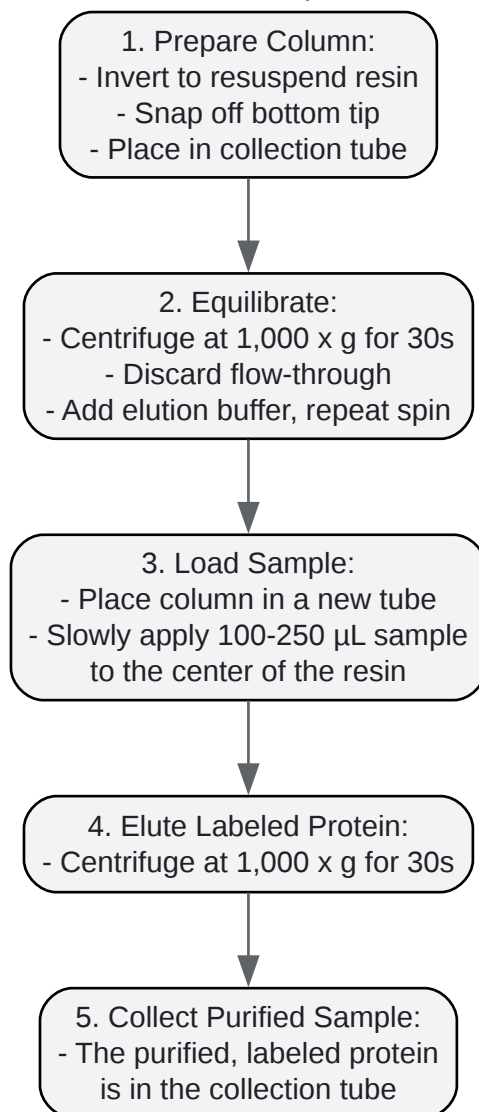 1. Prepare Column:
- Invert to resuspend resin
- Snap off bottom tip
- Place in collection tube
2. Equilibrate:
- Centrifuge at 1,000 x g for 30s
- Discard flow-through
- Add elution buffer, repeat spin
3. Load Sample:
- Place column in a new tube
- Slowly apply 100-250 µL sample
to the center of the resin
4. Elute Labeled Protein:
- Centrifuge at 1,000 x g for 30s
5. Collect Purified Sample:
- The purified, labeled protein
is in the collection tube